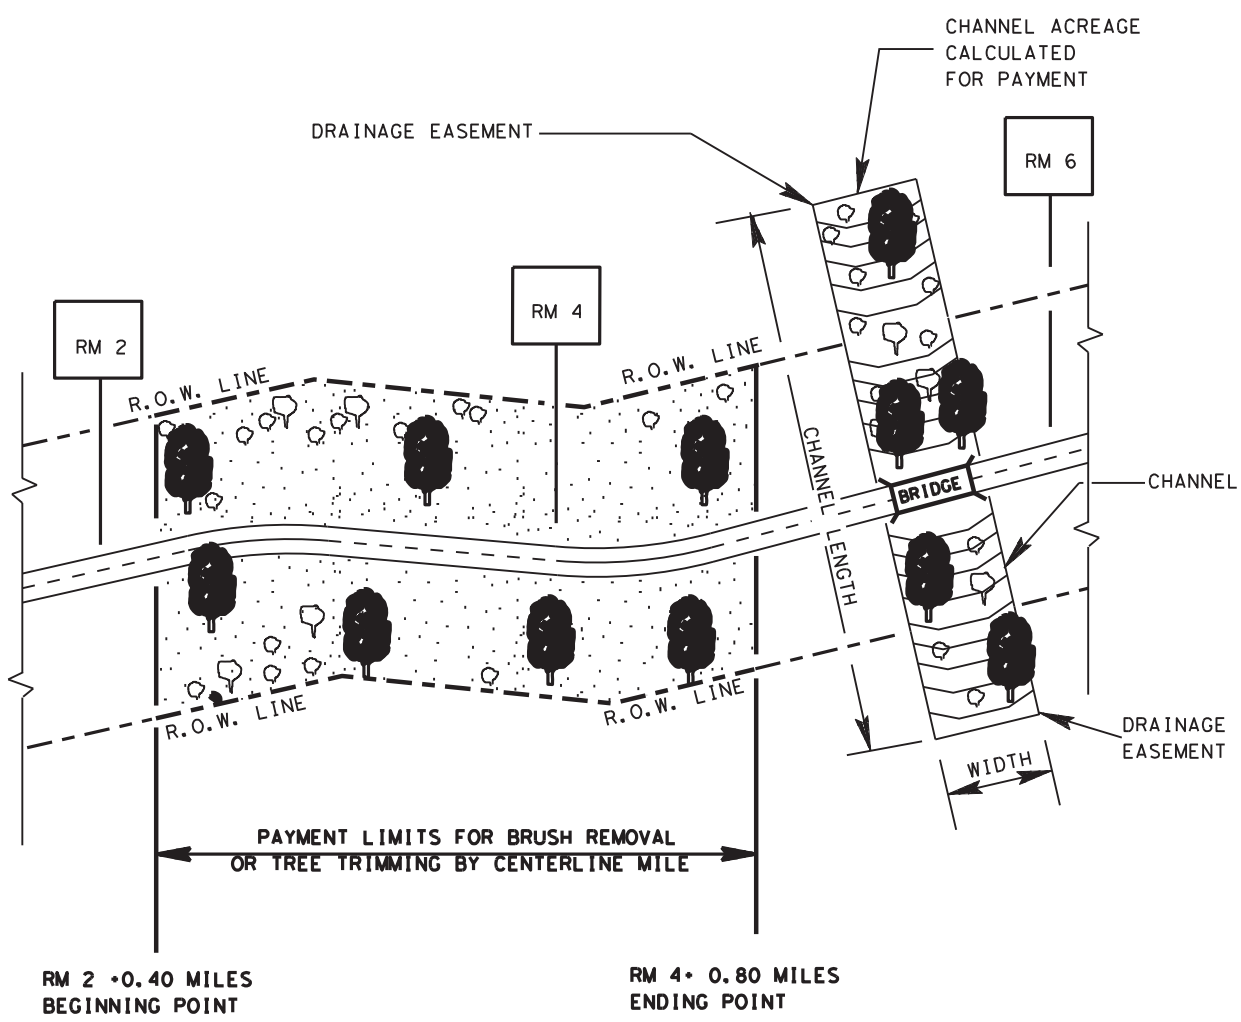 CHANNEL ACREAGE
CALCULATED
FOR PAYMENT
DRAINAGE EASEMENT
RM 6
RM 4
RM 2
R.O.W. LINE
R.O.W. LINE
CHANNEL LENGTH
BRIDGE
CHANNEL
R.O.W. LINE
R.O.W. LINE
DRAINAGE
EASEMENT
WIDTH
PAYMENT LIMITS FOR BRUSH REMOVAL
OR TREE TRIMMING BY CENTERLINE MILE
RM 2 +0.40 MILES
BEGINNING POINT
RM 4+ 0.80 MILES
ENDING POINT